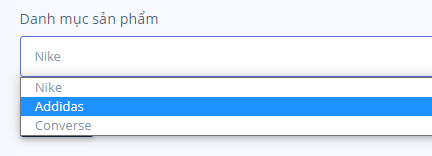 Danh mục sản phẩm
Nike
Nike
Addidas
Converse